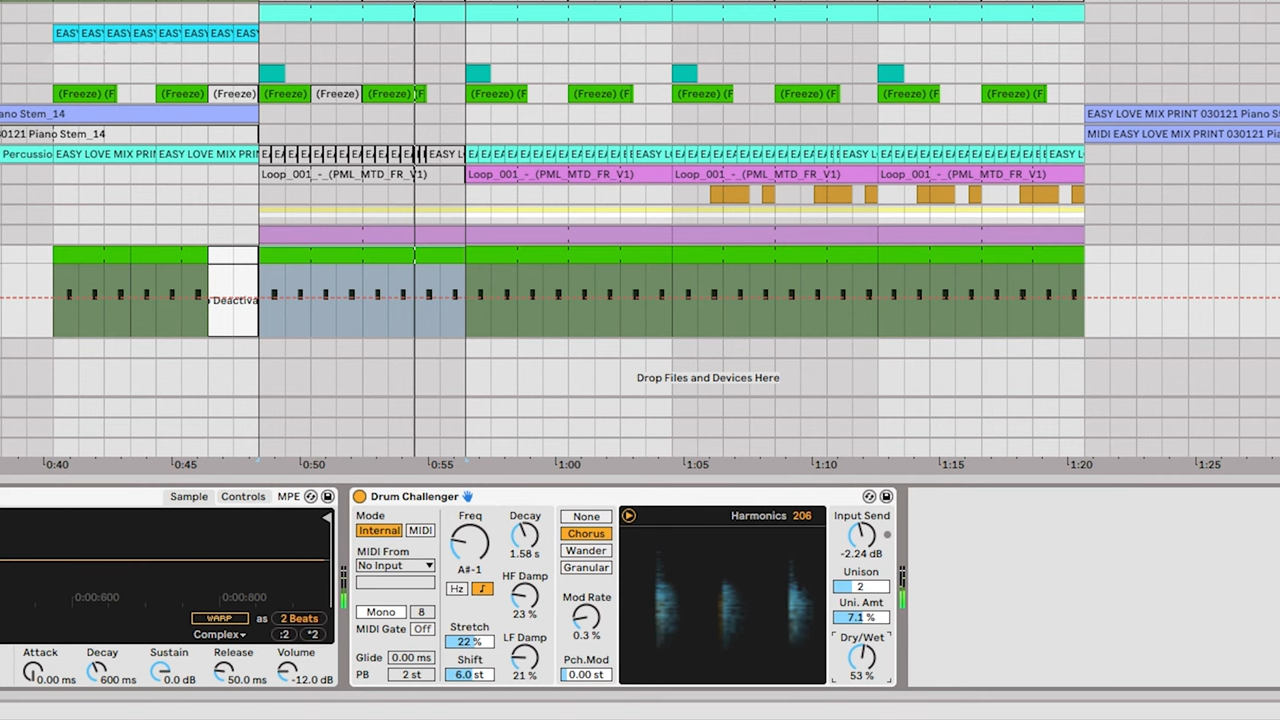 EASY EASY EASY EASY EASY EASY EASY EASY
(Freeze) (F (Freeze) (Freeze) (Freeze) (Freeze) (Freeze) (F (Freeze) (F (Freeze) (F (Freeze) (F (Freeze) (F (Freeze) (F (Freeze) (F
ano Stem_14 EASY LOVE MIX PRINT 030121 Piano S
0121 Piano Stem_14 MIDI EASY LOVE MIX PRINT 030121 Pia
Percussio EASY LOVE MIX PRIN EASY LOVE MIX PRIN EASY L EASY L EASY L EASY L
Loop_001_-_(PML_MTD_FR_V1) Loop_001_-_(PML_MTD_FR_V1) Loop_001_-_(PML_MTD_FR_V1) Loop_001_-_(PML_MTD_FR_V1)
Deactiva
Drop Files and Devices Here
0:40 0:45 0:50 0:55 1:00 1:05 1:10 1:15 1:20 1:25
Sample Controls MPE
0:00:600 0:00:800
WARP as 2 Beats
Complex :2 *2
Attack Decay Sustain Release Volume
0.00 ms 600 ms 0.0 dB 50.0 ms -12.0 dB
Drum Challenger
Mode
Internal MIDI
MIDI From
No Input
Mono 8
MIDI Gate Off
Glide 0.00 ms
PB 2 st
Freq
A#-1
Hz
Stretch
22 %
Shift
6.0 st
Decay
1.58 s
HF Damp
23 %
LF Damp
21 %
None
Chorus
Wander
Granular
Mod Rate
0.3 %
Pch.Mod
0.00 st
Harmonics 206
Input Send
-2.24 dB
Unison
2
Uni. Amt
7.1 %
Dry/Wet
53 %